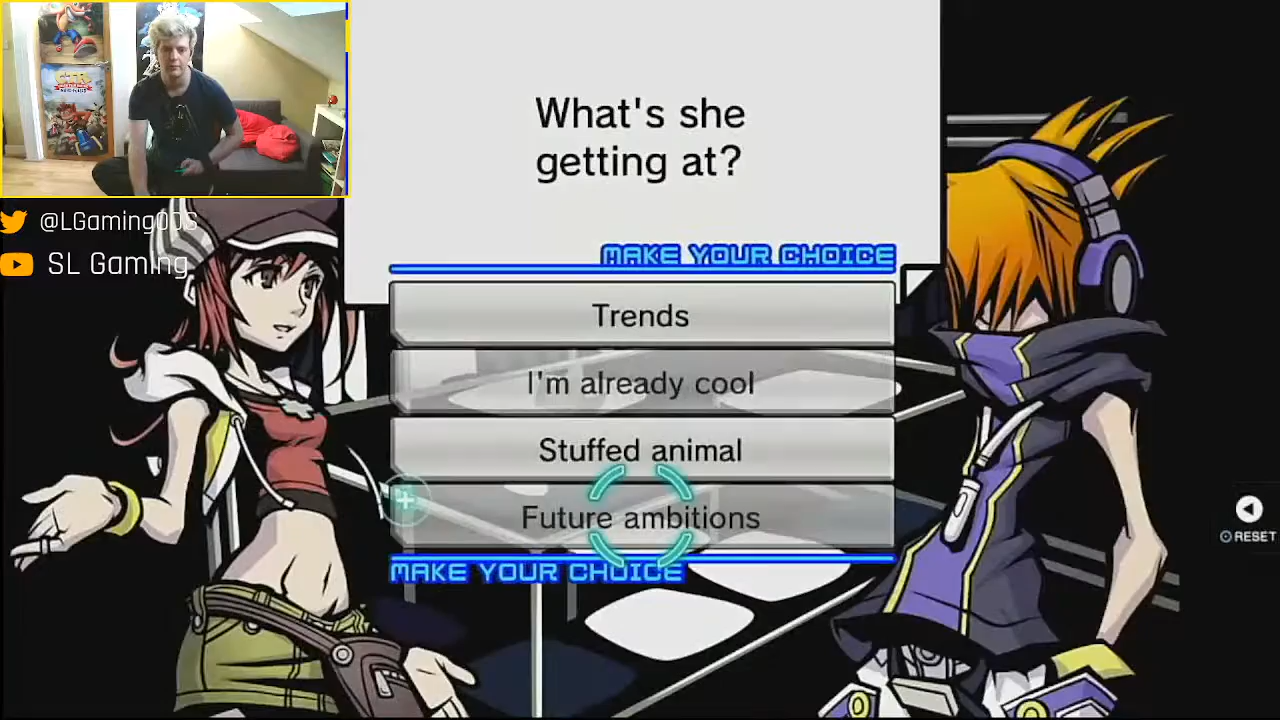 What's she
getting at?
@LGaming00S
SL Gaming
MAKE YOUR CHOICE
Trends
I'm already cool
Stuffed animal
Future ambitions
MAKE YOUR CHOICE
RESET